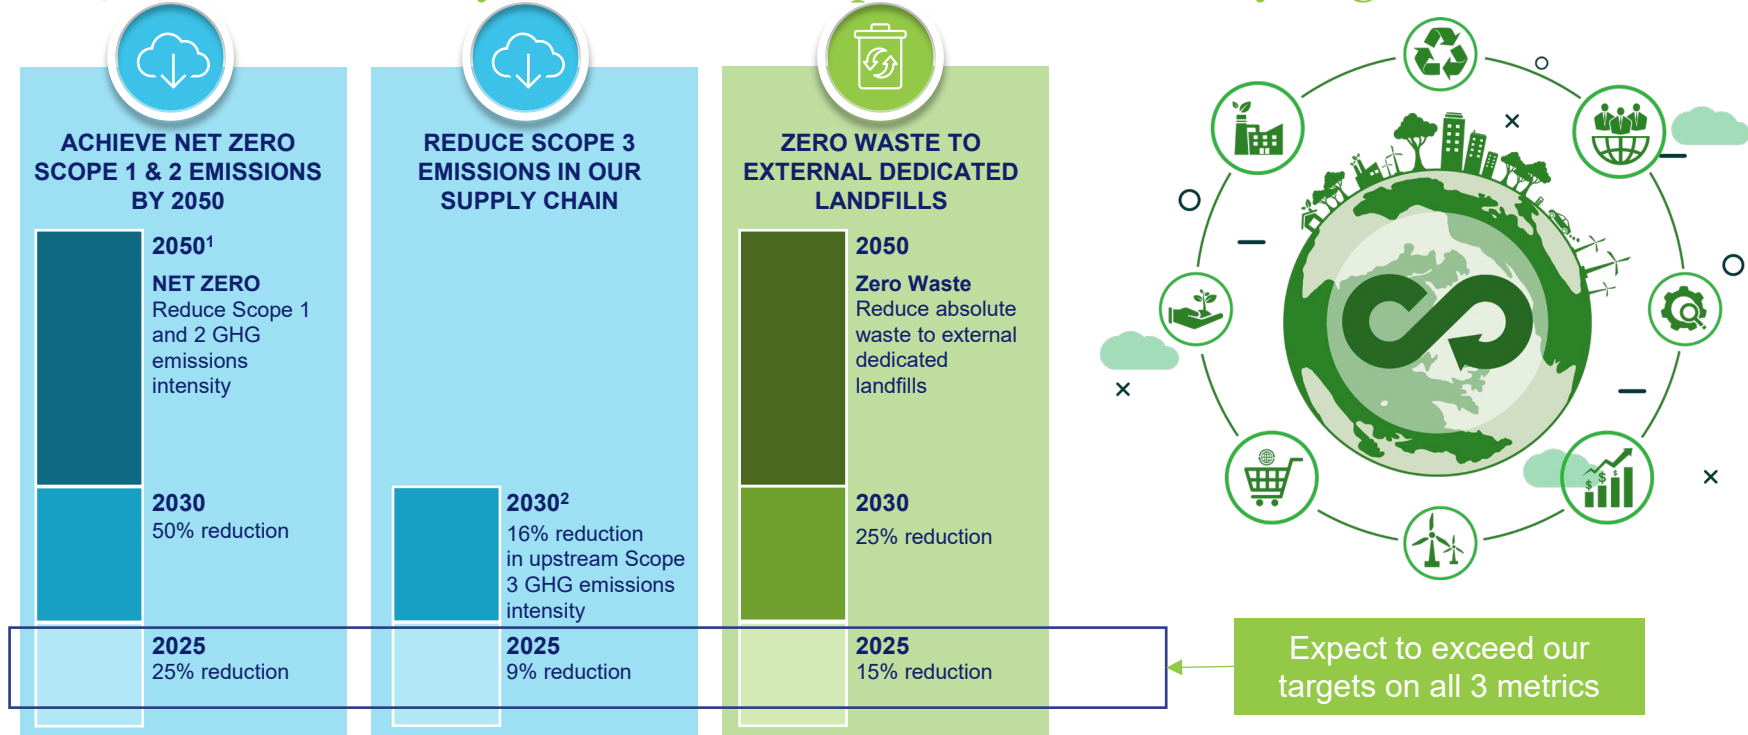 ACHIEVE NET ZERO
SCOPE 1 & 2 EMISSIONS
BY 2050
2050¹
NET ZERO
Reduce Scope 1
and 2 GHG
emissions
intensity
2030
50% reduction
2025
25% reduction
REDUCE SCOPE 3
EMISSIONS IN OUR
SUPPLY CHAIN
2030²
16% reduction
in upstream Scope
3 GHG emissions
intensity
2025
9% reduction
ZERO WASTE TO
EXTERNAL DEDICATED
LANDFILLS
2050
Zero Waste
Reduce absolute
waste to external
dedicated
landfills
2030
25% reduction
2025
15% reduction
Expect to exceed our
targets on all 3 metrics